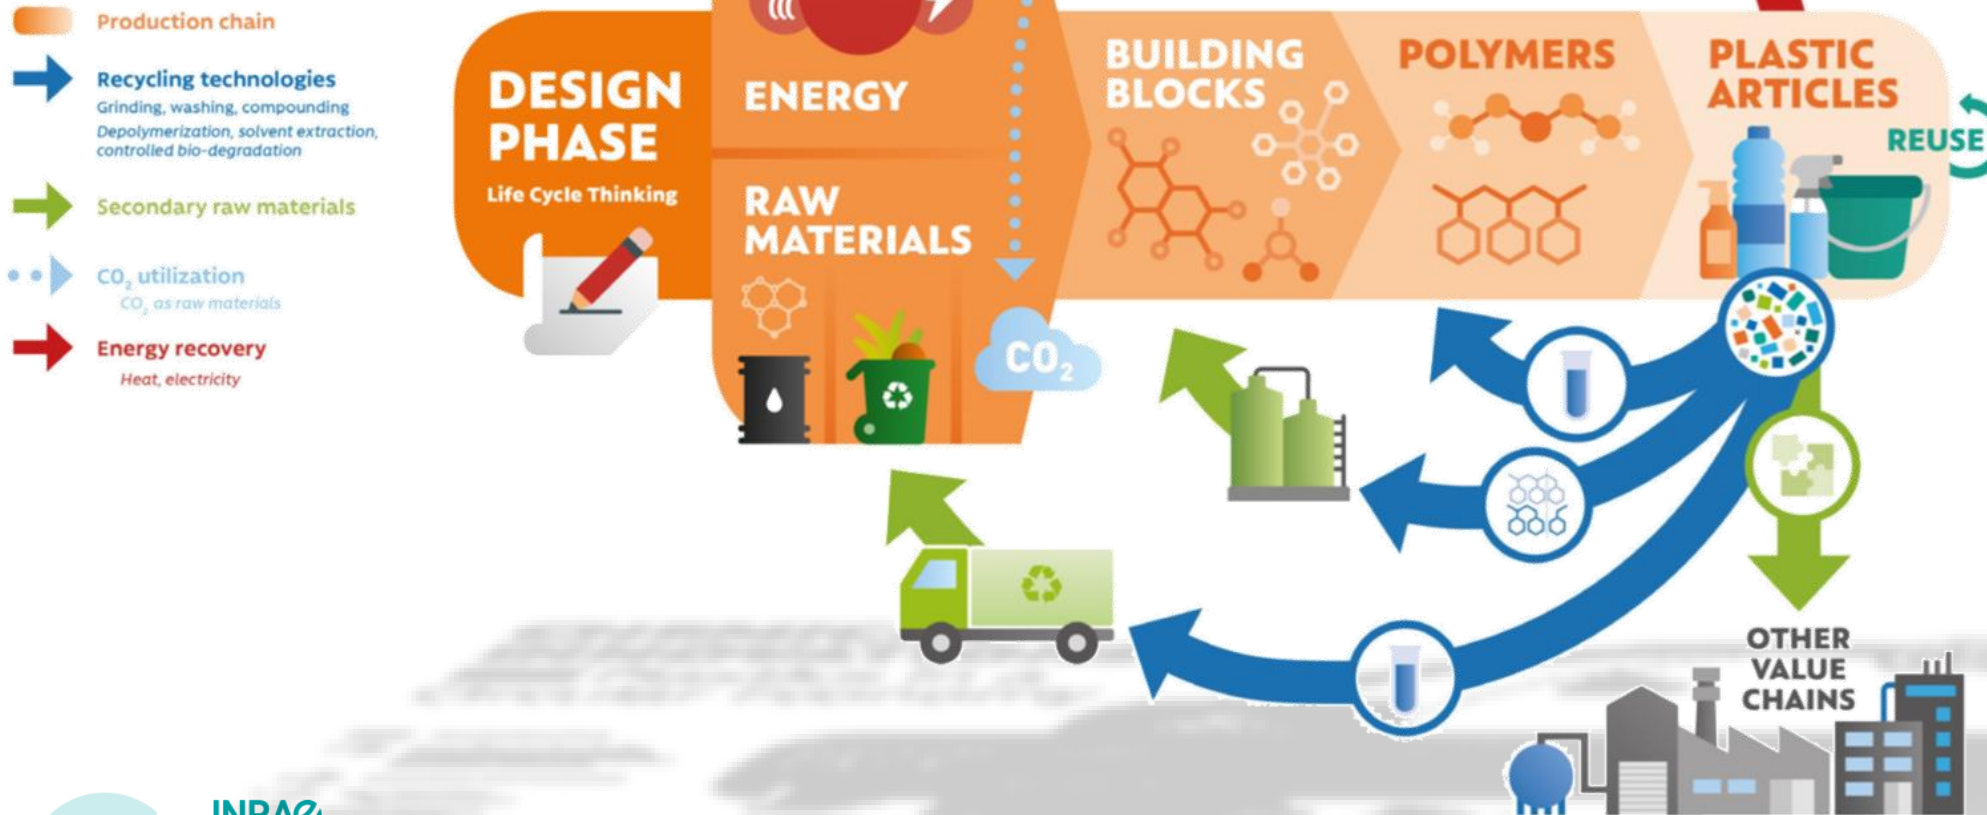 Production chain
Recycling technologies
Grinding, washing, compounding
Depolymerization, solvent extraction,
controlled bio-degradation
Secondary raw materials
CO₂ utilization
CO₂ as raw materials
Energy recovery
Heat, electricity
DESIGN
PHASE
Life Cycle Thinking
ENERGY
RAW
MATERIALS
CO₂
BUILDING
BLOCKS
POLYMERS
PLASTIC
ARTICLES
REUSE
OTHER
VALUE
CHAINS
INRAE